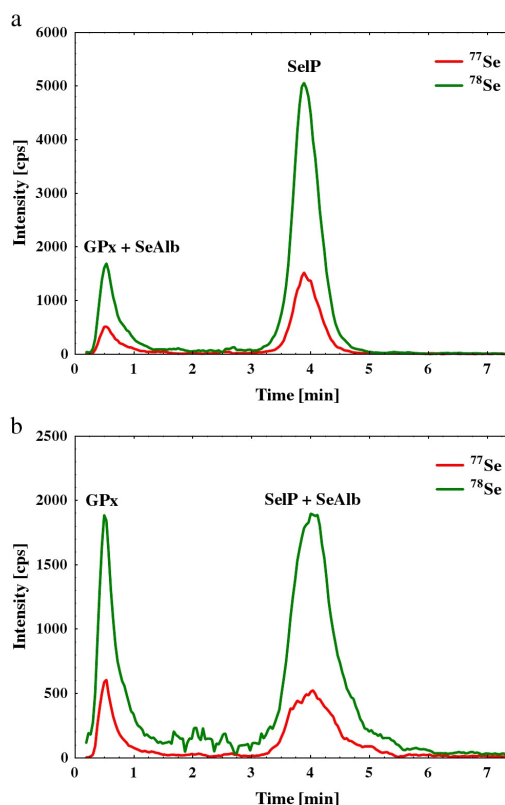 a
6000
5000
4000
3000
2000
1000
0
Intensity [cps]
SelP
GPx + SeAlb
⁷⁷Se
⁷⁸Se
0 1 2 3 4 5 6 7
Time [min]
b
2500
2000
1500
1000
500
0
Intensity [cps]
GPx
SelP + SeAlb
⁷⁷Se
⁷⁸Se
0 1 2 3 4 5 6 7
Time [min]